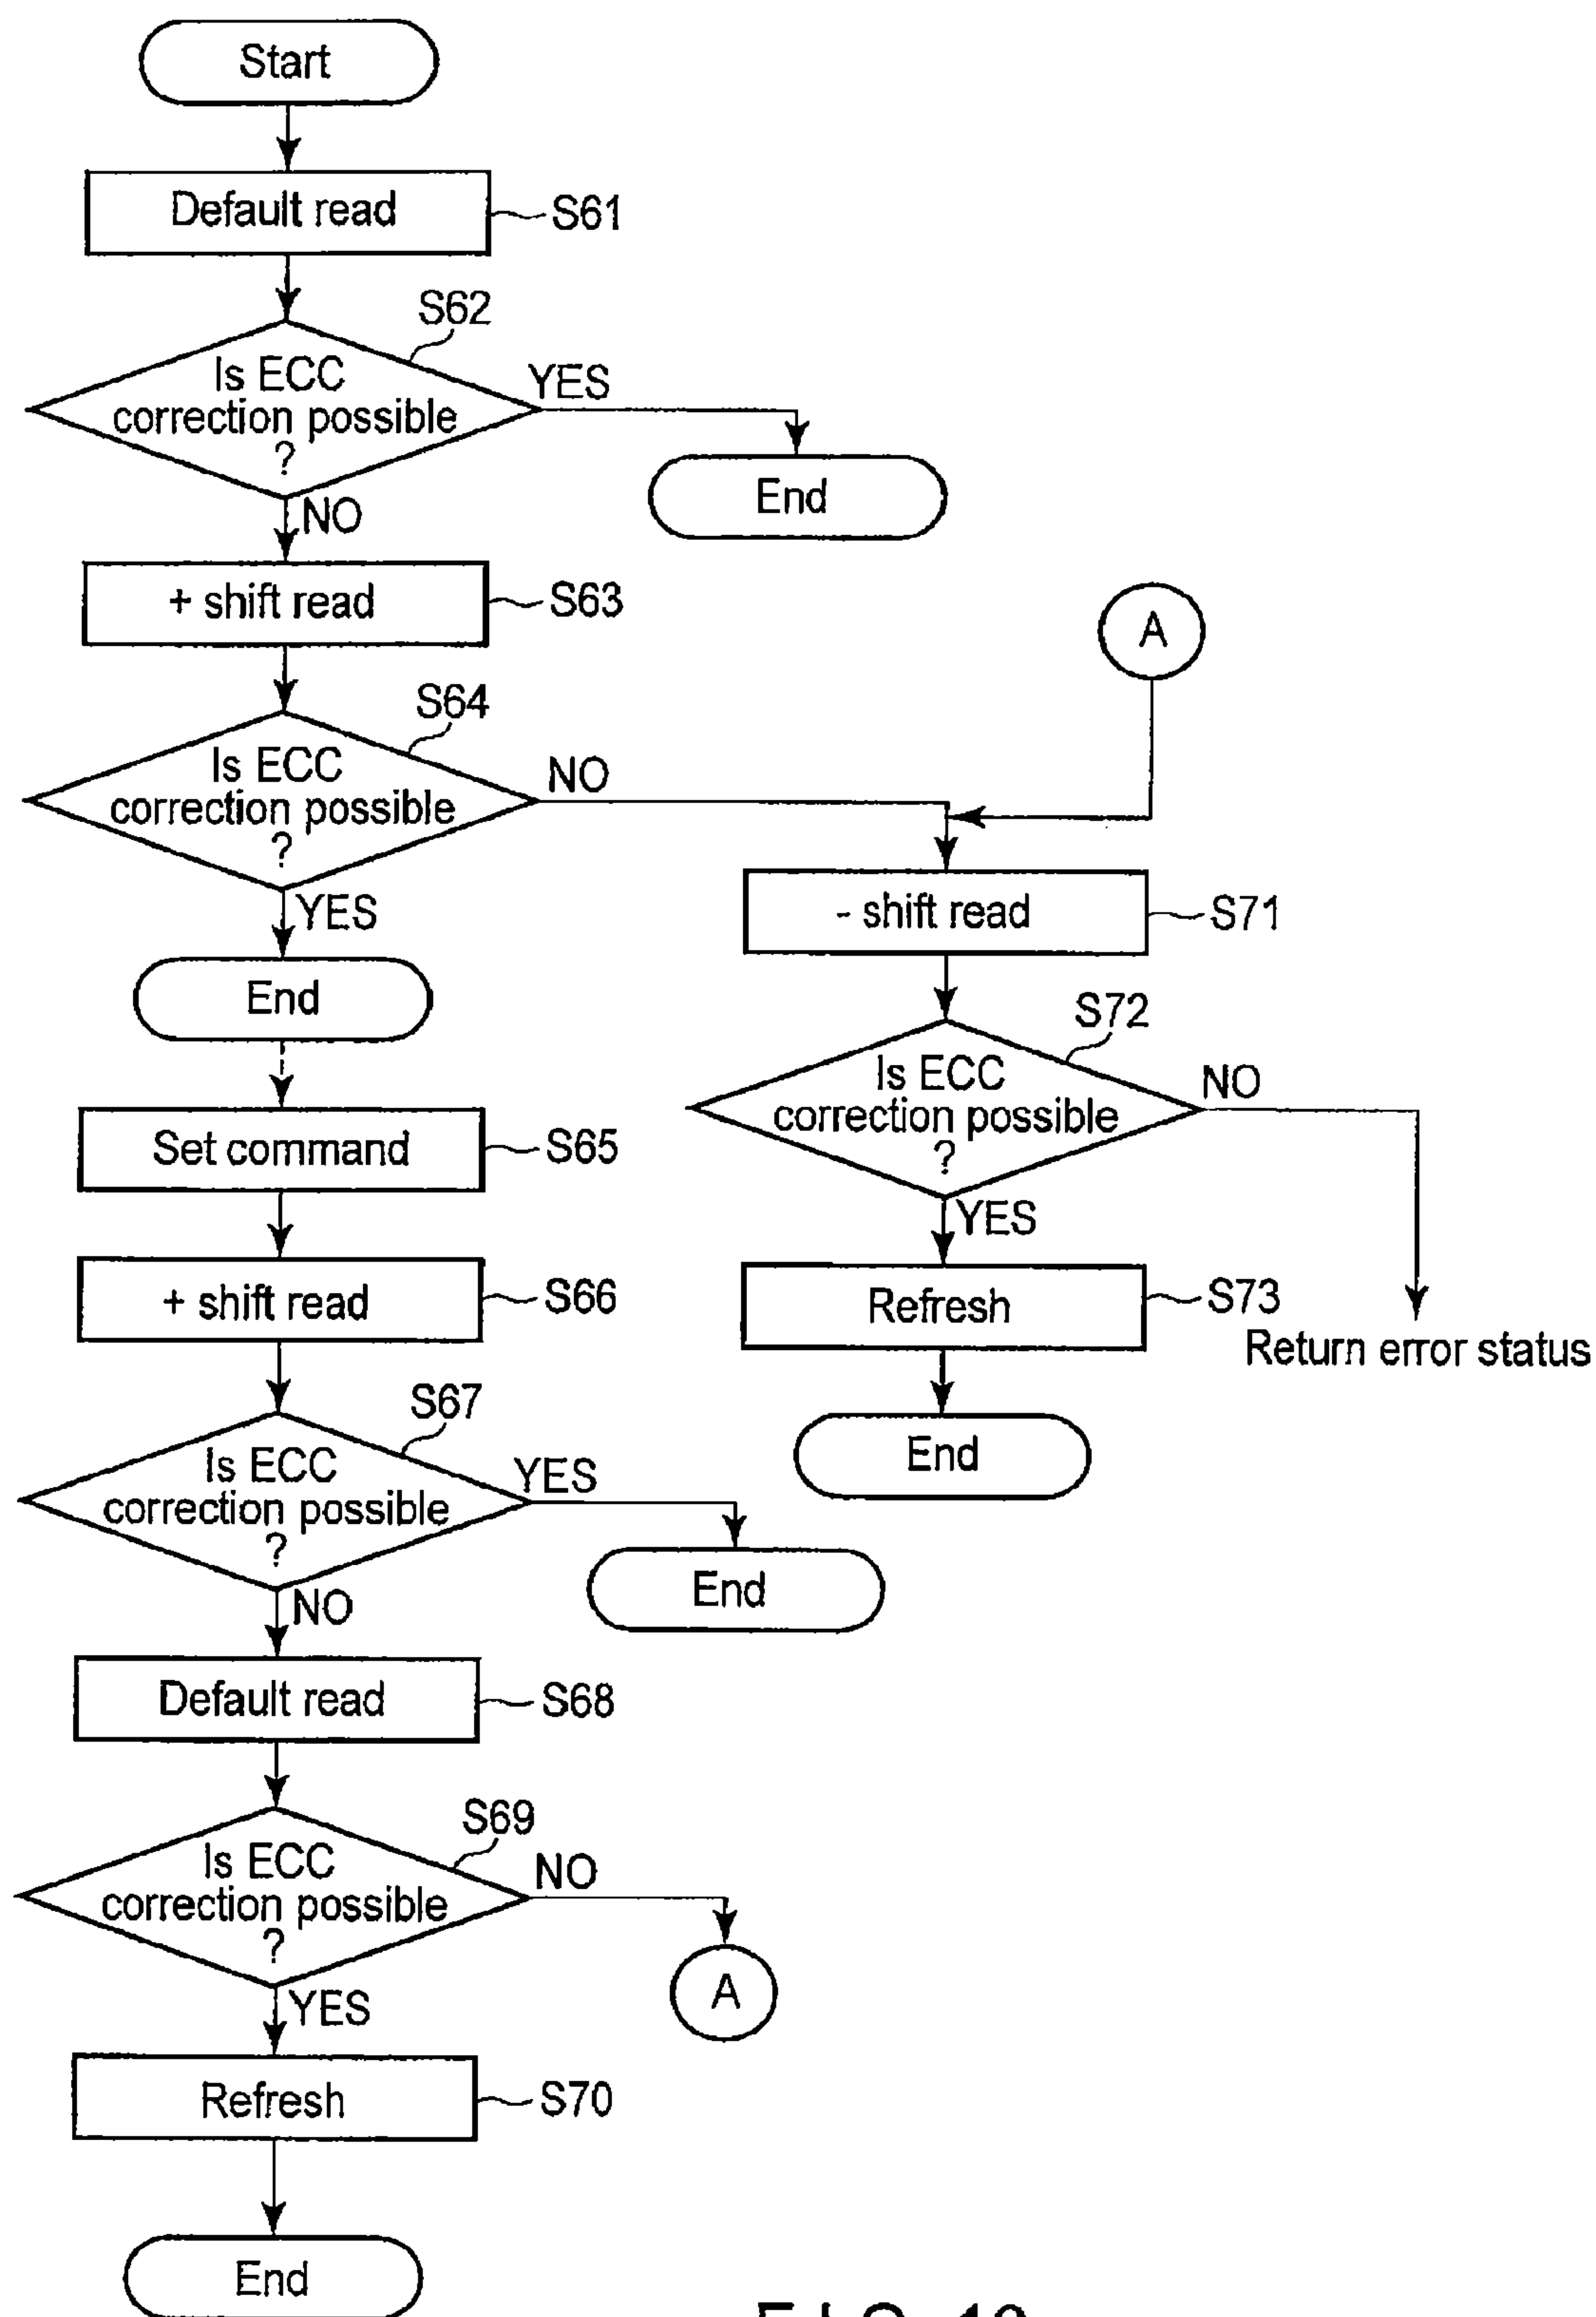 Start
Default read
S61
S62
Is ECC
correction possible
?
YES
End
NO
+ shift read
S63
A
S64
Is ECC
correction possible
?
NO
YES
- shift read
S71
End
S72
Is ECC
correction possible
?
NO
Set command
S65
YES
+ shift read
S66
Refresh
S73
Return error status
S67
Is ECC
correction possible
?
YES
End
End
NO
Default read
S68
S69
Is ECC
correction possible
?
NO
A
YES
Refresh
S70
End